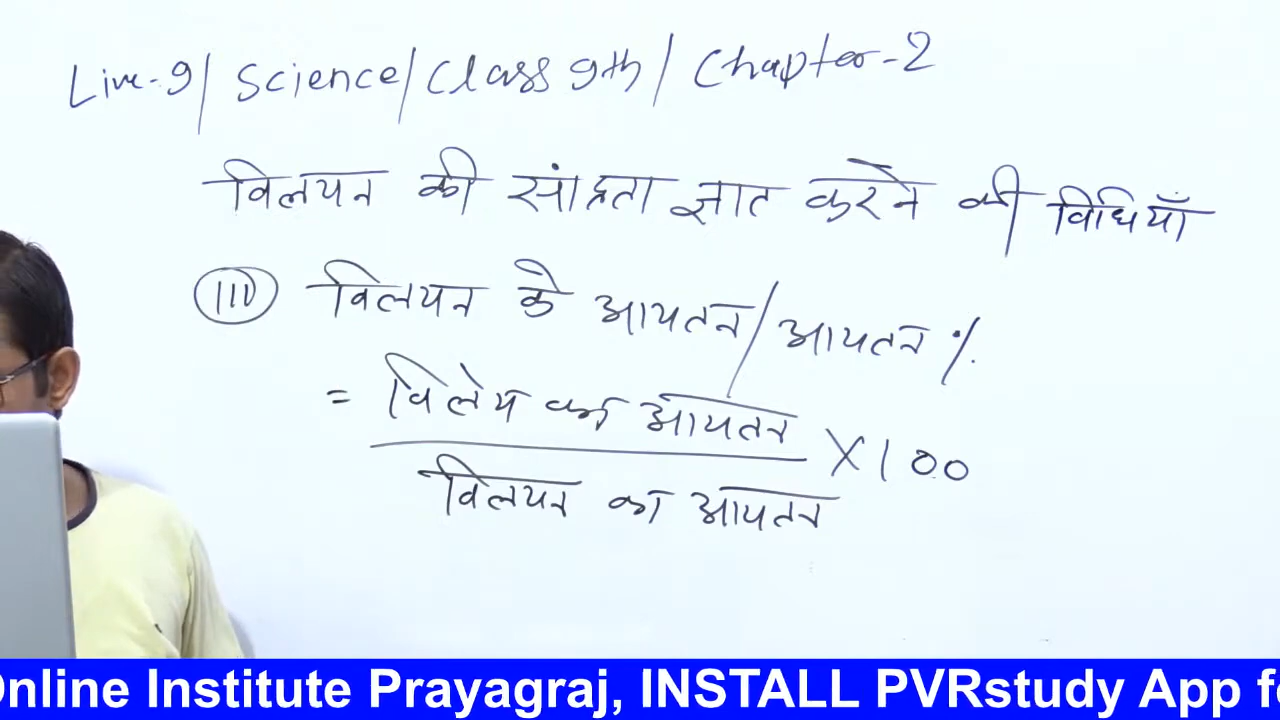 Live-9/ Science/Class 9th/ Chapter-2
विलयन की सांद्रता ज्ञात करने की विधियाँ
(III) विलयन के आयतन/आयतन %
= विलेय का आयतन
विलयन का आयतन
X 100
Online Institute Prayagraj, INSTALL PVRstudy App fo